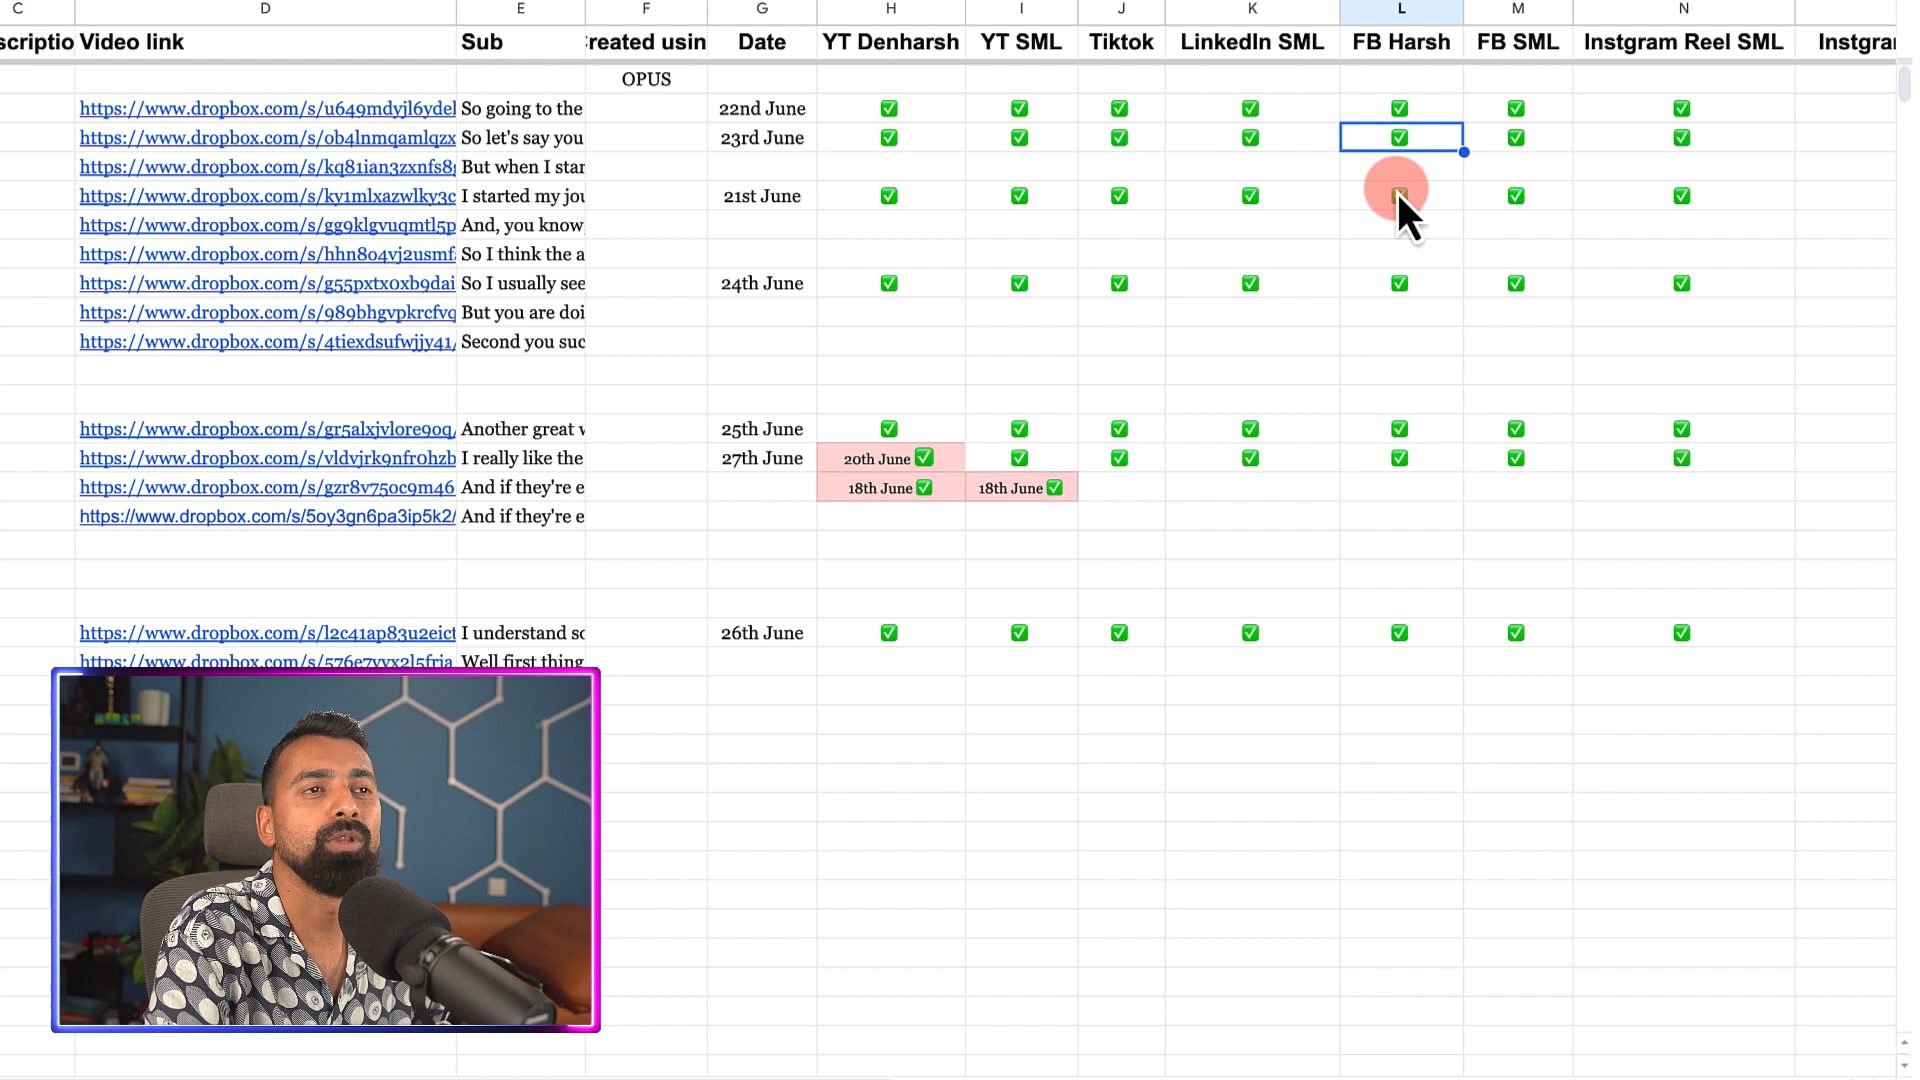 C D E F G H I J K L M N
scriptio Video link Sub reated usin Date YT Denharsh YT SML Tiktok LinkedIn SML FB Harsh FB SML Instgram Reel SML Instgra
OPUS
https://www.dropbox.com/s/u649mdyjl6ydel So going to the 22nd June ✅ ✅ ✅ ✅ ✅ ✅ ✅
https://www.dropbox.com/s/ob4lnmqamlqzx So let's say you 23rd June ✅ ✅ ✅ ✅ ✅ ✅ ✅
https://www.dropbox.com/s/kq81ian3zxnfs8g But when I star
https://www.dropbox.com/s/ky1mlxazwlky3c I started my jou 21st June ✅ ✅ ✅ ✅ ✅ ✅ ✅
https://www.dropbox.com/s/gg9klgvuqmtl5p And, you know,
https://www.dropbox.com/s/hhn8o4vj2usmf So I think the a
https://www.dropbox.com/s/g55pxtx0xb9dai So I usually see 24th June ✅ ✅ ✅ ✅ ✅ ✅ ✅
https://www.dropbox.com/s/989bhgvpkrcfvq But you are doi
https://www.dropbox.com/s/4tiexdsufwjjy41/ Second you suc
https://www.dropbox.com/s/gr5alxjvlore9oq/ Another great w 25th June ✅ ✅ ✅ ✅ ✅ ✅ ✅
https://www.dropbox.com/s/vldvjrk9nfr0hzb I really like the 27th June 20th June ✅ ✅ ✅ ✅ ✅ ✅ ✅
https://www.dropbox.com/s/gzr8v75oc9m46 And if they're e 18th June ✅ 18th June ✅
https://www.dropbox.com/s/5oy3gn6pa3ip5k2/ And if they're e
https://www.dropbox.com/s/l2c41ap83u2eict I understand so 26th June ✅ ✅ ✅ ✅ ✅ ✅ ✅
https://www.dropbox.com/s/576e7vvx2l5fria Well first thing